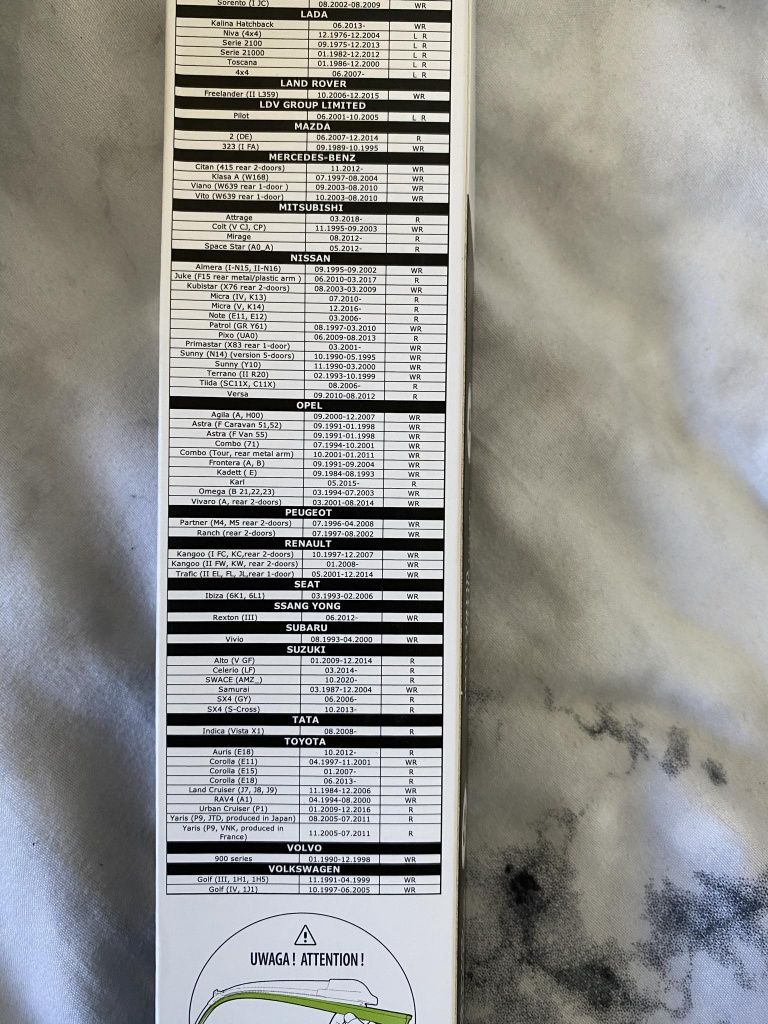 Sorento (I JC) 08.2002-08.2009 WR
LADA
Kalina Hatchback 06.2013- WR
Niva (4x4) 12.1976-12.2004 L R
Serie 2100 09.1975-12.2013 L R
Serie 21000 01.1982-12.2012 L R
Toscana 01.1986-12.2000 L R
4x4 06.2007- L R
LAND ROVER
Freelander (II L359) 10.2006-12.2015 WR
LDV GROUP LIMITED
Pilot 06.2001-10.2005 L R
MAZDA
2 (DE) 06.2007-12.2014 R
323 (I FA) 09.1989-10.1995 WR
MERCEDES-BENZ
Citan (415 rear 2-doors) 11.2012- WR
Klasa A (W168) 07.1997-08.2004 WR
Viano (W639 rear 1-door ) 09.2003-08.2010 WR
Vito (W639 rear 1-door) 10.2003-08.2010 WR
MITSUBISHI
Attrage 03.2018- R
Colt (V CJ, CP) 11.1995-09.2003 WR
Mirage 08.2012- R
Space Star (A0_A) 05.2012- R
NISSAN
Almera (I-N15, II-N16) 09.1995-09.2002 WR
Juke (F15 rear metal/plastic arm ) 06.2010-03.2017 R
Kubistar (X76 rear 2-doors) 08.2003-03.2009 WR
Micra (IV, K13) 07.2010- R
Micra (V, K14) 12.2016- R
Note (E11, E12) 03.2006- R
Patrol (GR Y61) 08.1997-03.2010 WR
Pixo (UA0) 06.2009-08.2013 R
Primastar (X83 rear 1-door) 03.2001- WR
Sunny (N14) (version 5-doors) 10.1990-05.1995 WR
Sunny (Y10) 11.1990-03.2000 WR
Terrano (II R20) 02.1993-10.1999 WR
Tiida (SC11X, C11X) 08.2006- R
Versa 09.2010-08.2012 R
OPEL
Agila (A, H00) 09.2000-12.2007 WR
Astra (F Caravan 51,52) 09.1991-01.1998 WR
Astra (F Van 55) 09.1991-01.1998 WR
Combo (71) 07.1994-10.2001 WR
Combo (Tour, rear metal arm) 10.2001-01.2011 WR
Frontera (A, B) 09.1991-09.2004 WR
Kadett ( E) 09.1984-08.1993 WR
Karl 05.2015- R
Omega (B 21,22,23) 03.1994-07.2003 WR
Vivaro (A, rear 2-doors) 03.2001-08.2014 WR
PEUGEOT
Partner (M4, M5 rear 2-doors) 07.1996-04.2008 WR
Ranch (rear 2-doors) 07.1997-08.2002 WR
RENAULT
Kangoo (I FC, KC,rear 2-doors) 10.1997-12.2007 WR
Kangoo (II FW, KW, rear 2-doors) 01.2008- WR
Trafic (II EL, FL, JL,rear 1-door) 05.2001-12.2014 WR
SEAT
Ibiza (6K1, 6L1) 03.1993-02.2006 WR
SSANG YONG
Rexton (III) 06.2012- WR
SUBARU
Vivio 08.1993-04.2000 WR
SUZUKI
Alto (V GF) 01.2009-12.2014 R
Celerio (LF) 03.2014- R
SWACE (AMZ_) 10.2020- R
Samurai 03.1987-12.2004 WR
SX4 (GY) 06.2006- R
SX4 (S-Cross) 10.2013- R
TATA
Indica (Vista X1) 08.2008- R
TOYOTA
Auris (E18) 10.2012- R
Corolla (E11) 04.1997-11.2001 WR
Corolla (E15) 01.2007- R
Corolla (E18) 06.2013- R
Land Cruiser (J7, J8, J9) 11.1984-12.2006 WR
RAV4 (A1) 04.1994-08.2000 WR
Urban Cruiser (P1) 01.2009-12.2016 R
Yaris (P9, JTD, produced in Japan) 08.2005-07.2011 R
Yaris (P9, VNK, produced in
France) 11.2005-07.2011 R
VOLVO
900 series 01.1990-12.1998 WR
VOLKSWAGEN
Golf (III, 1H1, 1H5) 11.1991-04.1999 WR
Golf (IV, 1J1) 10.1997-06.2005 WR
UWAGA ! ATTENTION !